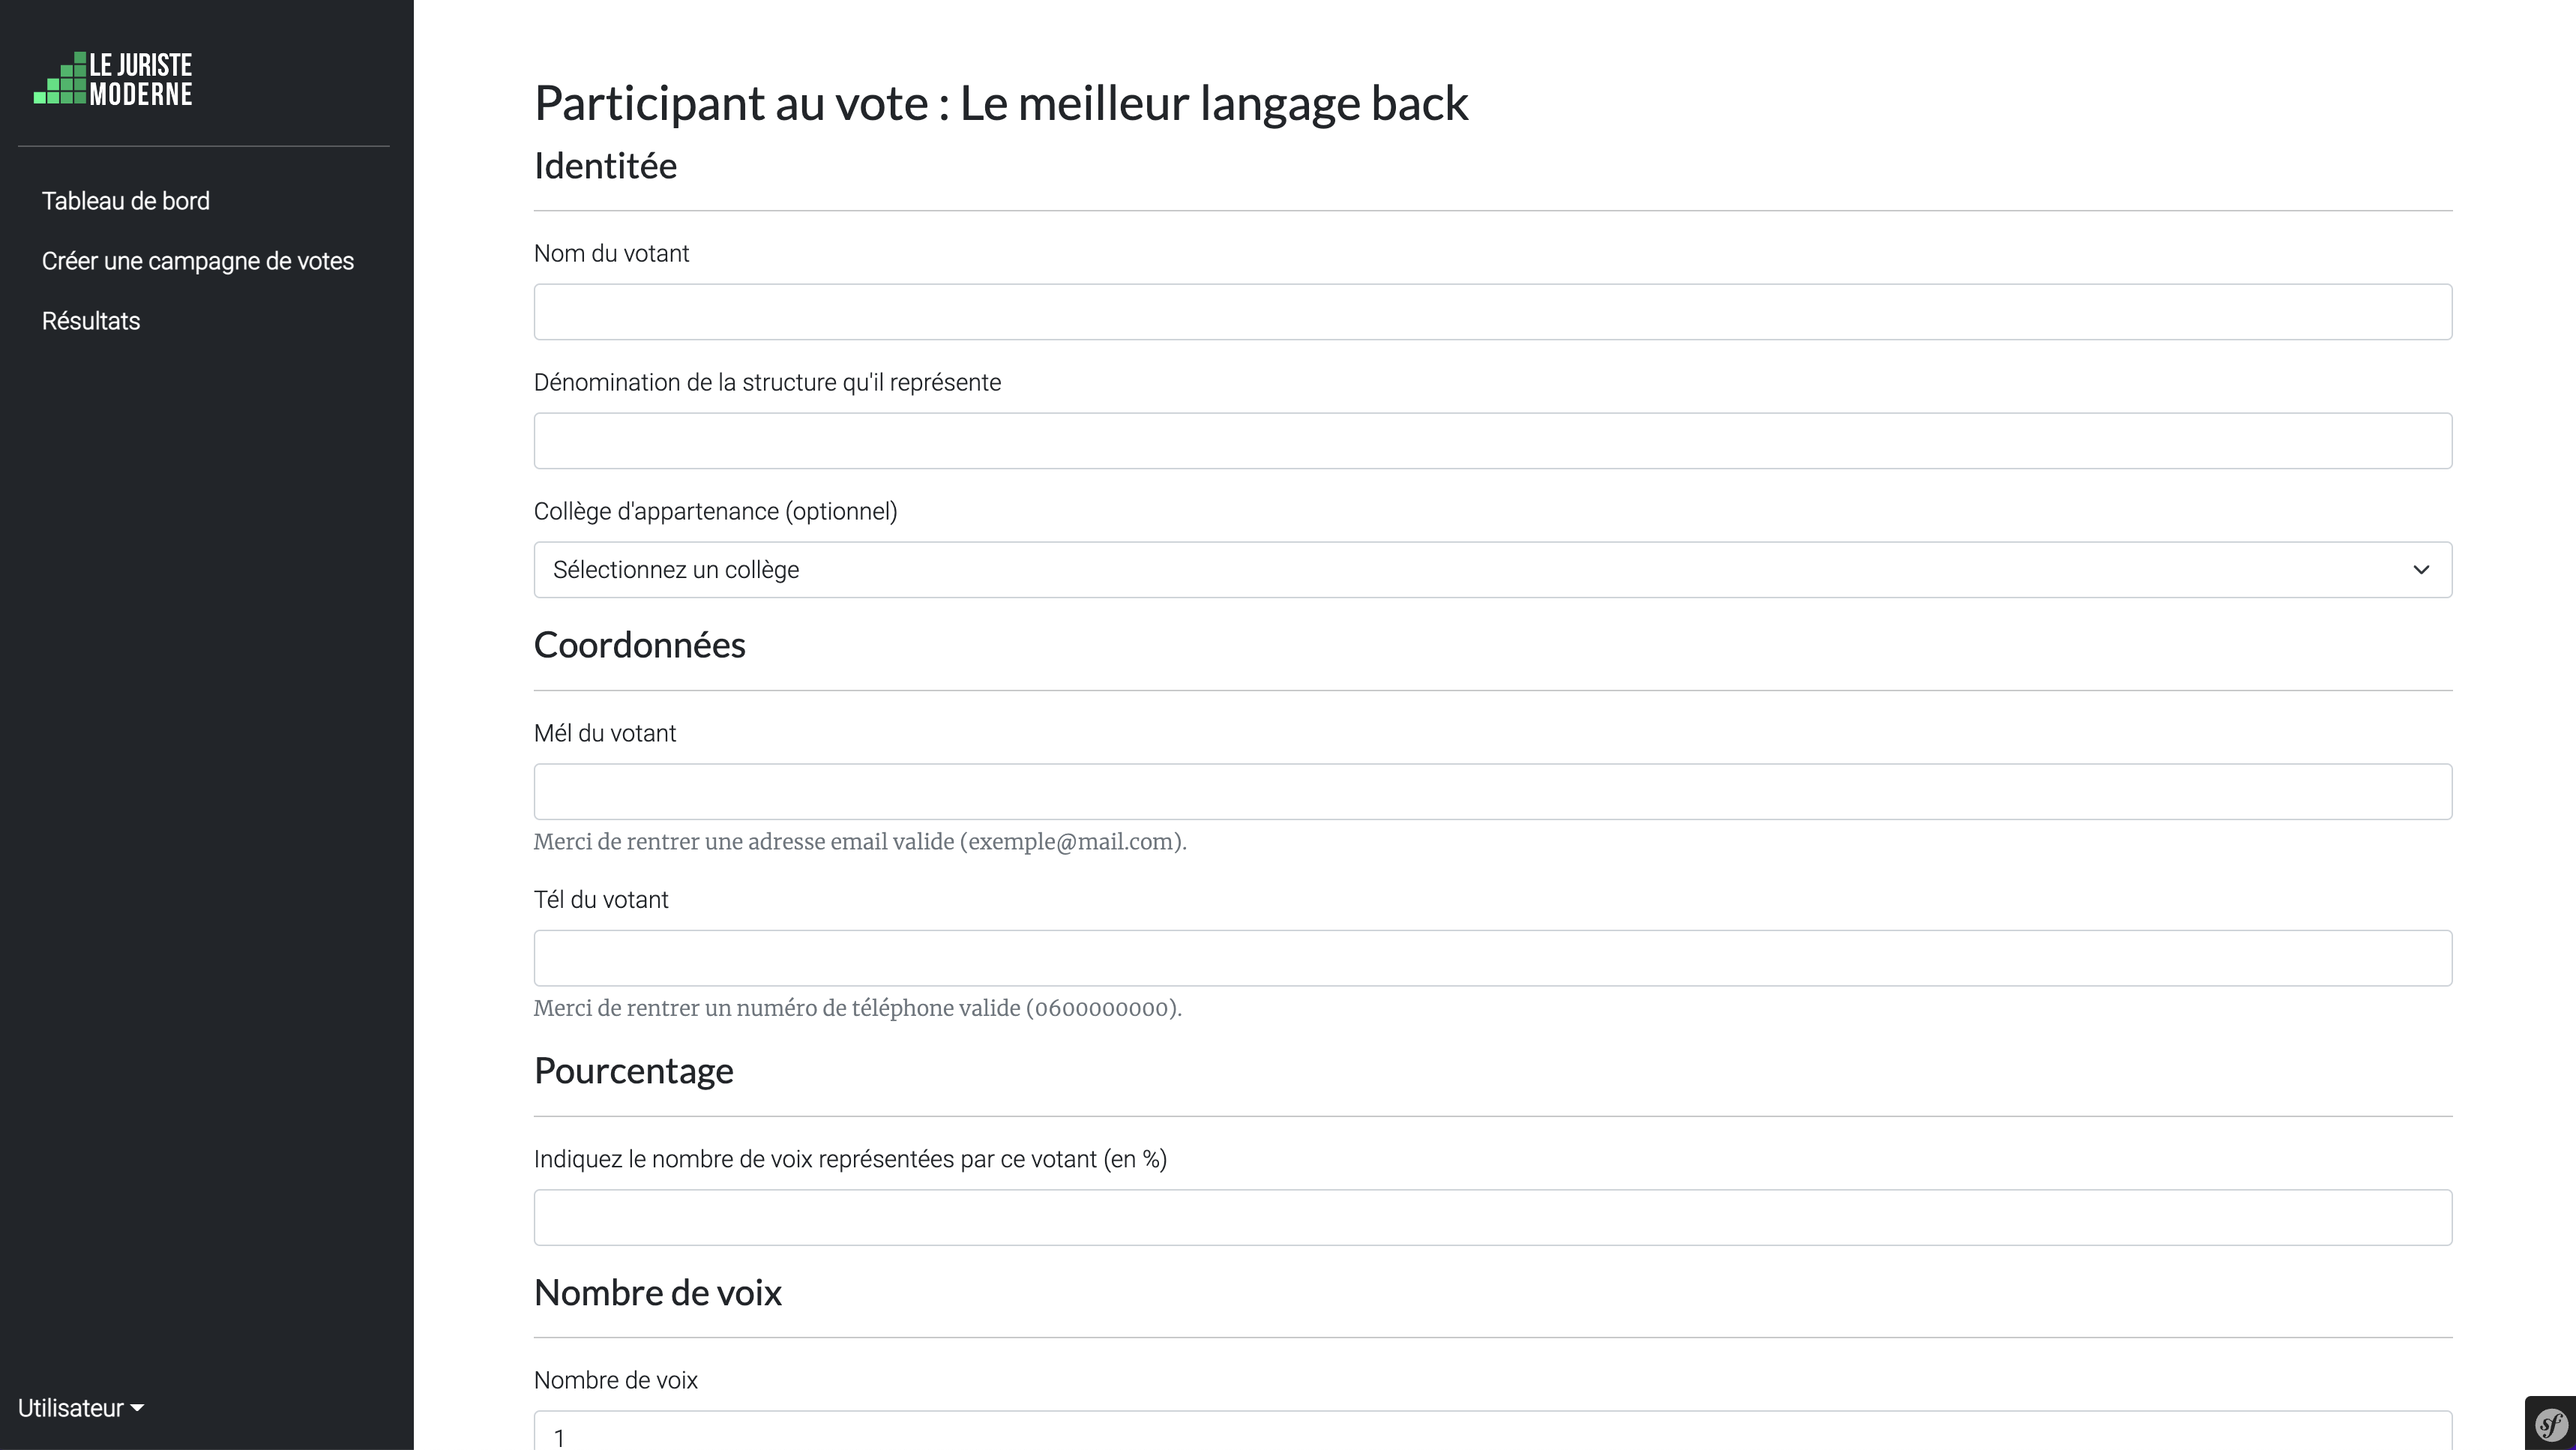 LE JURISTE
MODERNE
Tableau de bord
Créer une campagne de votes
Résultats
Utilisateur
Participant au vote : Le meilleur langage back
Identitée
Nom du votant
Dénomination de la structure qu'il représente
Collège d'appartenance (optionnel)
Sélectionnez un collège
Coordonnées
Mél du votant
Merci de rentrer une adresse email valide (exemple@mail.com).
Tél du votant
Merci de rentrer un numéro de téléphone valide (0600000000).
Pourcentage
Indiquez le nombre de voix représentées par ce votant (en %)
Nombre de voix
Nombre de voix
1
sf